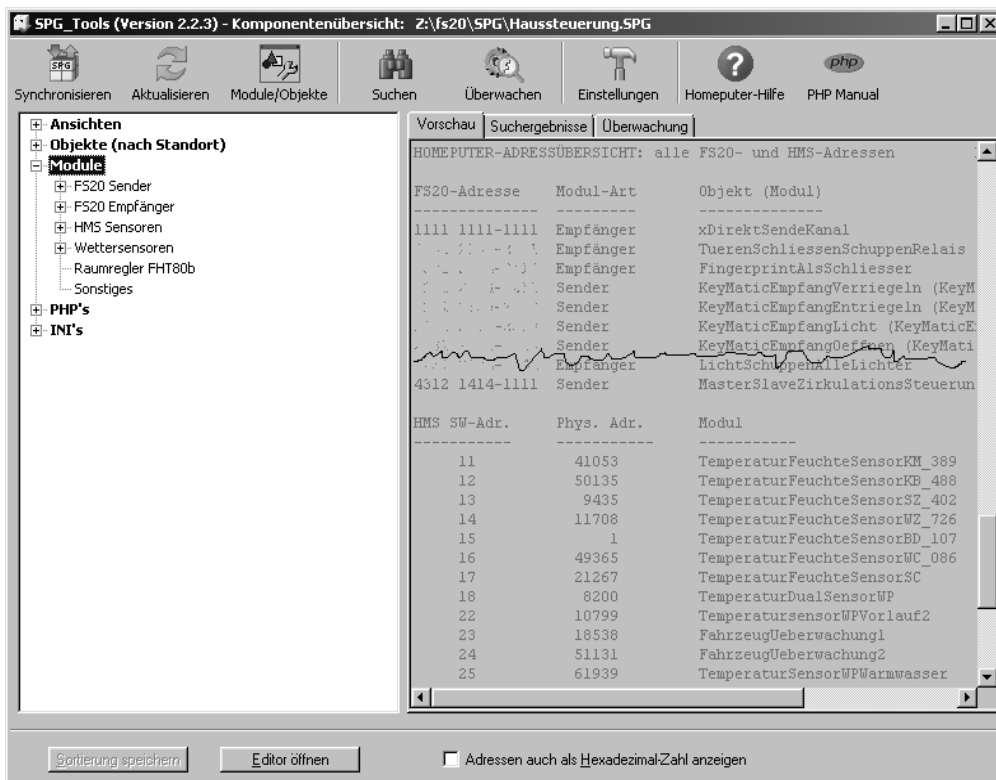 SPG_Tools (Version 2.2.3) - Komponentenübersicht: Z:\fs20\SPG\Haussteuerung.SPG
SPG
php
Synchronisieren Aktualisieren Module/Objekte Suchen Überwachen Einstellungen Homeputer-Hilfe PHP Manual
Ansichten
Objekte (nach Standort)
Module
FS20 Sender
FS20 Empfänger
HMS Sensoren
Wettersensoren
Raumregler FHT80b
Sonstiges
PHP's
INI's
Vorschau Suchergebnisse Überwachung
HOMEPUTER-ADRESSÜBERSICHT: alle FS20- und HMS-Adressen
FS20-Adresse Modul-Art Objekt (Modul)
-------------- --------- --------------
1111 1111-1111 Empfänger xDirektSendeKanal
Empfänger TuerenSchliessenSchuppenRelais
Empfänger FingerprintAlsSchliesser
Sender KeyMaticEmpfangVerriegeln (KeyM
Sender KeyMaticEmpfangEntriegeln (KeyM
Sender KeyMaticEmpfangLicht (KeyMaticE
Sender KeyMaticEmpfangOeffnen (KeyMati
Empfänger LichtSchuppenAlleLichter
4312 1414-1111 Sender MasterSlaveZirkulationsSteuerun
HMS SW-Adr. Phys. Adr. Modul
----------- ----------- -----------
11 41053 TemperaturFeuchteSensorKM_389
12 50135 TemperaturFeuchteSensorKB_488
13 9435 TemperaturFeuchteSensorSZ_402
14 11708 TemperaturFeuchteSensorWZ_726
15 1 TemperaturFeuchteSensorBD_107
16 49365 TemperaturFeuchteSensorWC_086
17 21267 TemperaturFeuchteSensorSC
18 8200 TemperaturDualSensorWP
22 10799 TemperatursensorWPVorlauf2
23 18538 FahrzeugUeberwachung1
24 51131 FahrzeugUeberwachung2
25 61939 TemperaturSensorWPWarmwasser
Sortierung speichern Editor öffnen Adressen auch als Hexadezimal-Zahl anzeigen